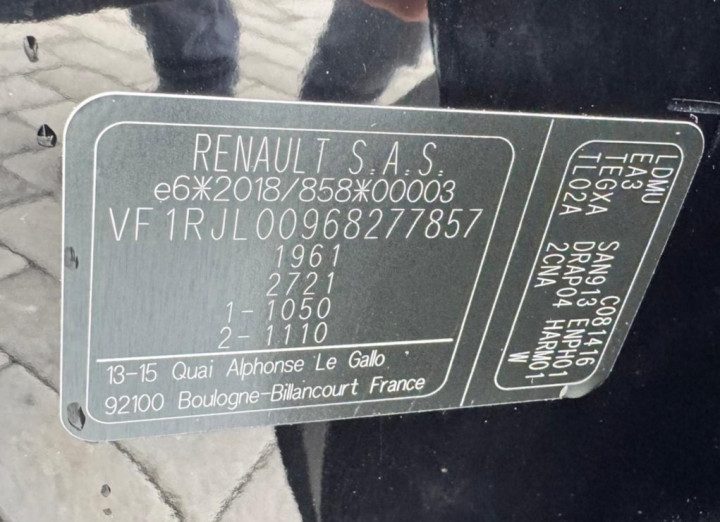 RENAULT S.A.S.
e6*2018/858*00003
VF1RJL00968277857
1961
2721
1-1050
2-1110
13-15 Quai Alphonse Le Gallo
92100 Boulogne-Billancourt France
LDMU C081416
EA3 SAN913 ENPH01
TEGXA DRAP04 HARM01
TL02A 2CNA W